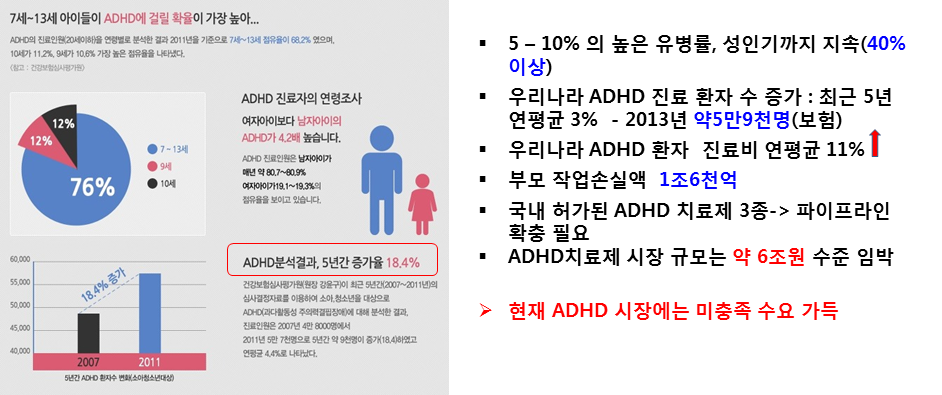 7세~13세 아이들이 ADHD에 걸릴 확율이 가장 높아...
ADHD의 진료인원(20세이하)을 연령별로 분석한 결과 2011년을 기준으로 7세~13세 점유율이 68.2% 였으며,
10세가 11.2%, 9세가 10.6% 가장 높은 점유율을 나타냈다.
<참고 : 건강보험심사평가원>
12%
12%
76%
7 ~ 13세
9세
10세
ADHD 진료자의 연령조사
여자아이보다 남자아이의
ADHD가 4.2배 높습니다.
ADHD 진료인원은 남자아이가
매년 약 80.7~80.9%
여자아이가19.1~19.3%의
점유율을 보이고 있습니다.
60,000
55,000
50,000
45,000
40,000
18.4% 증가
2007
2011
5년간 ADHD 환자수 변화(소아청소년대상)
ADHD분석결과, 5년간 증가율 18.4%
건강보험심사평가원(원장 강윤구)이 최근 5년간(2007~2011년)의
심사결정자료를 이용하여 소아,청소년을 대상으로
ADHD(과다활동성 주의력결핍장애)에 대해 분석한 결과,
진료인원은 2007년 4만 8000명에서
2011년 5만 7천명으로 5년간 약 9천명이 증가(18.4)하였고
연평균 4.4%로 나타났다.
▪ 5 – 10% 의 높은 유병률, 성인기까지 지속(40%
이상)
▪ 우리나라 ADHD 진료 환자 수 증가 : 최근 5년
연평균 3% - 2013년 약5만9천명(보험)
▪ 우리나라 ADHD 환자 진료비 연평균 11%
▪ 부모 작업손실액 1조6천억
▪ 국내 허가된 ADHD 치료제 3종-> 파이프라인
확충 필요
▪ ADHD치료제 시장 규모는 약 6조원 수준 임박
➢ 현재 ADHD 시장에는 미충족 수요 가득